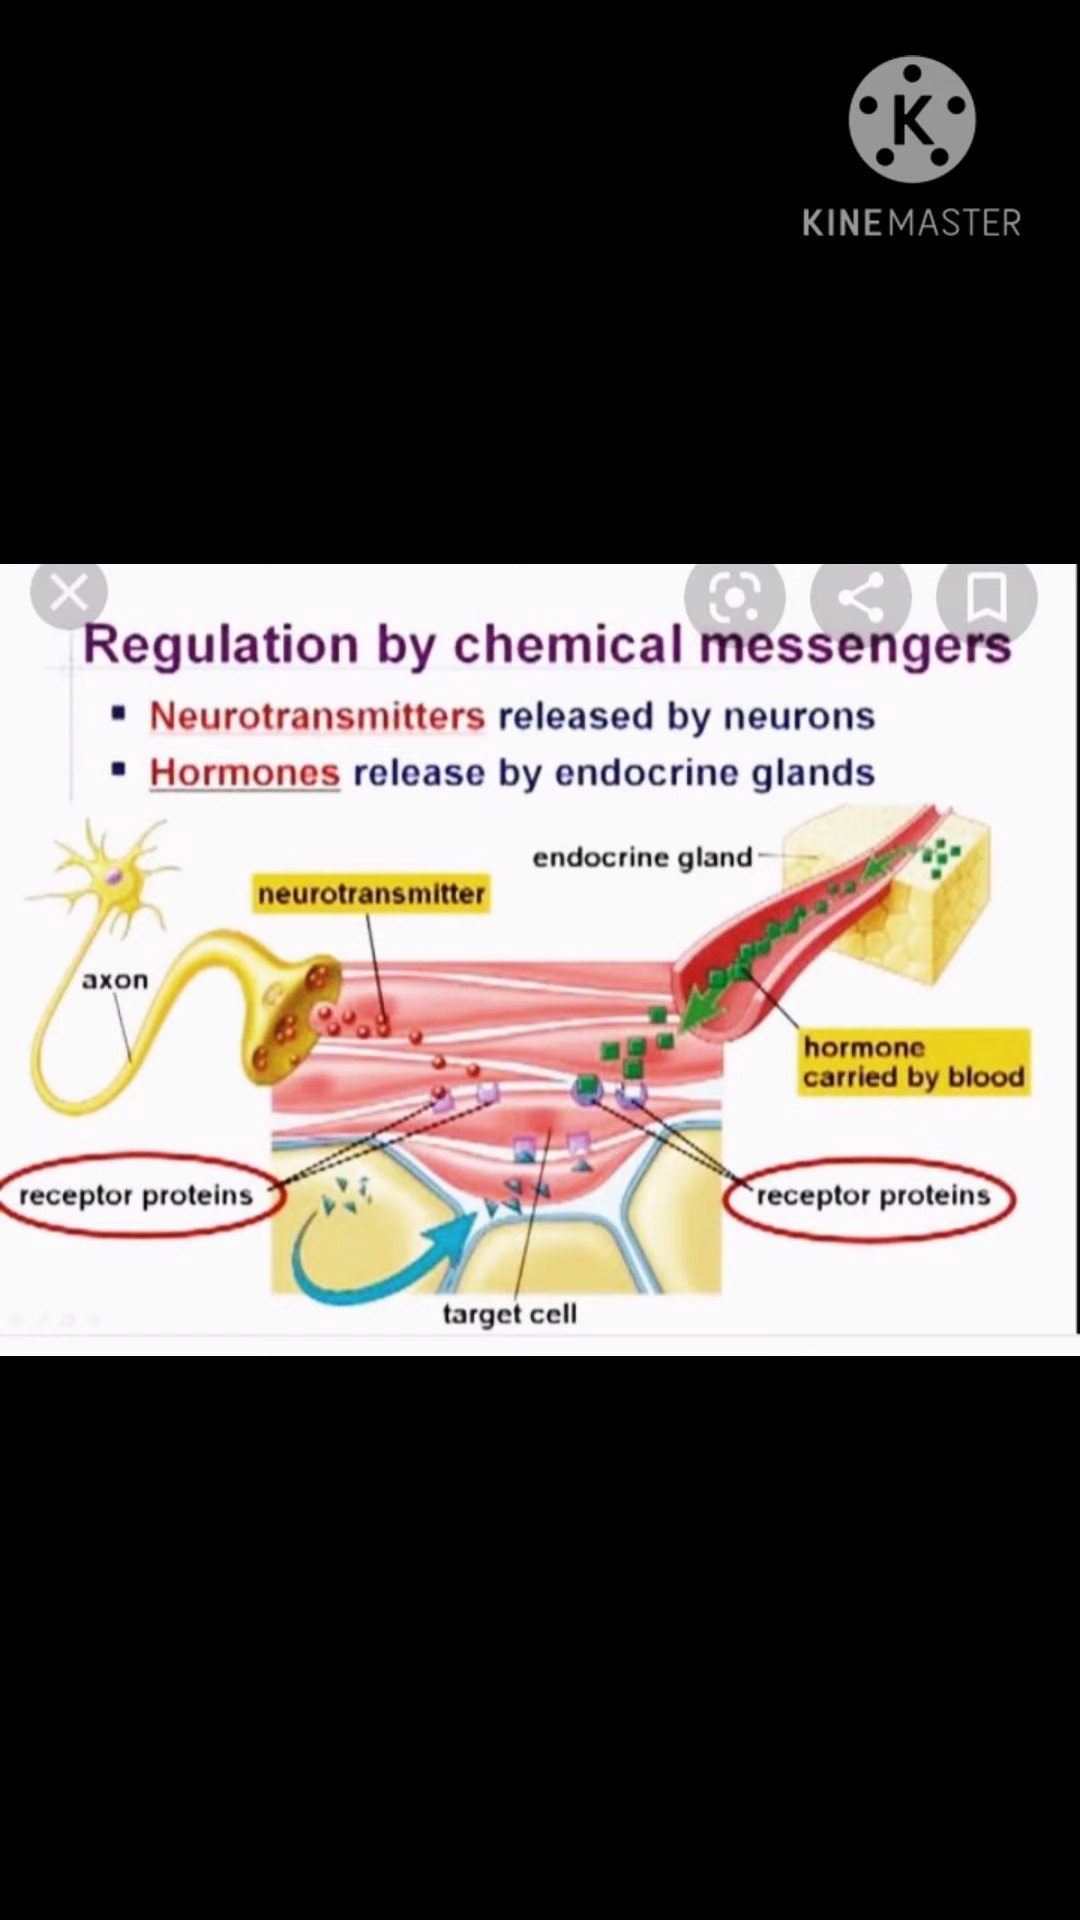 K
KINEMASTER
Regulation by chemical messengers
Neurotransmitters released by neurons
Hormones release by endocrine glands
endocrine gland
neurotransmitter
axon
hormone
carried by blood
receptor proteins
receptor proteins
target cell